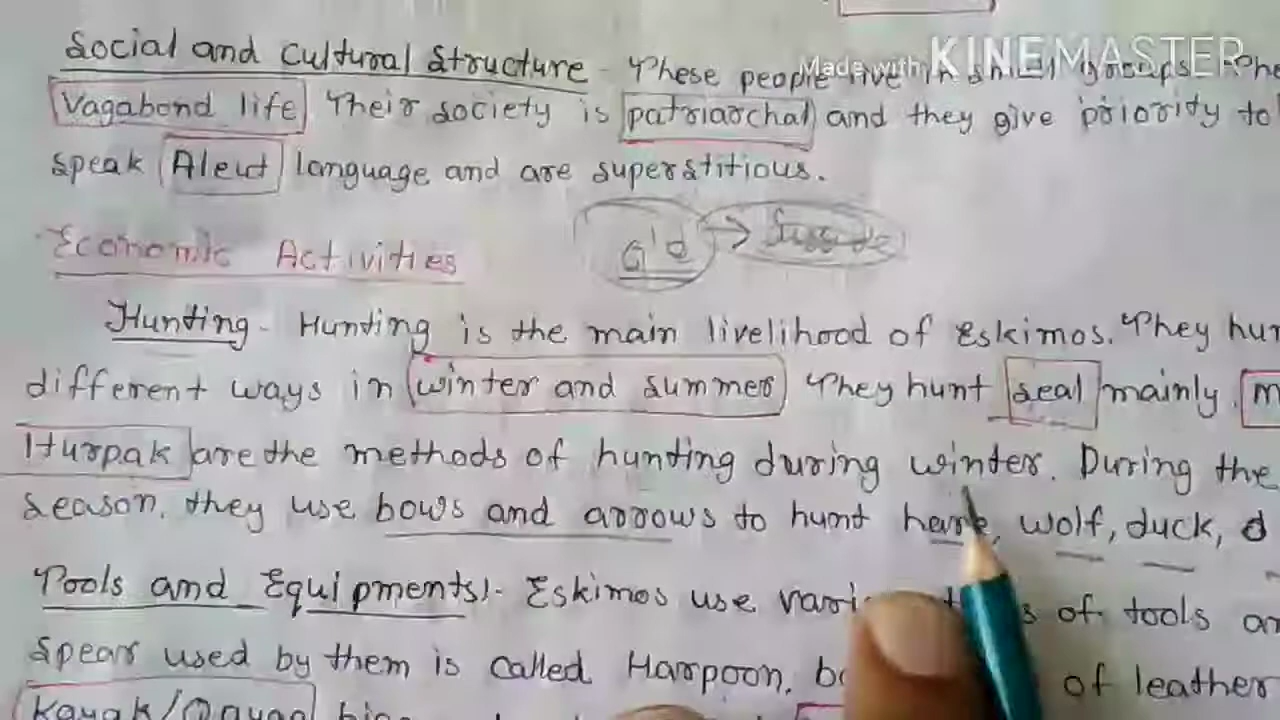 Made with KINEMASTER
Social and Cultural Structure - These people live in small groups. The
Vagabond life Their society is patriarchal and they give priority to
speak Aleut language and are superstitious.
Economic Activities
Hunting - Hunting is the main livelihood of Eskimos. They hun
different ways in winter and summer They hunt seal mainly. m
Iturpak are the methods of hunting during winter. During the
season, they use bows and arrows to hunt hare, wolf, duck, d
Tools and Equipments:- Eskimos use of tools an
Spear used by them is called Harpoon, of leather
Kayak/